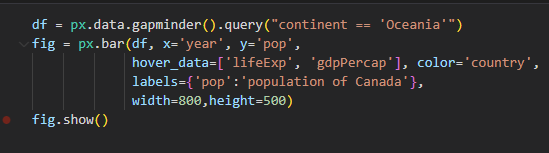 df = px.data.gapminder().query("continent == 'Oceania'")
fig = px.bar(df, x='year', y='pop',
hover_data=['lifeExp', 'gdpPercap'], color='country',
labels={'pop':'population of Canada'},
width=800,height=500)
fig.show()